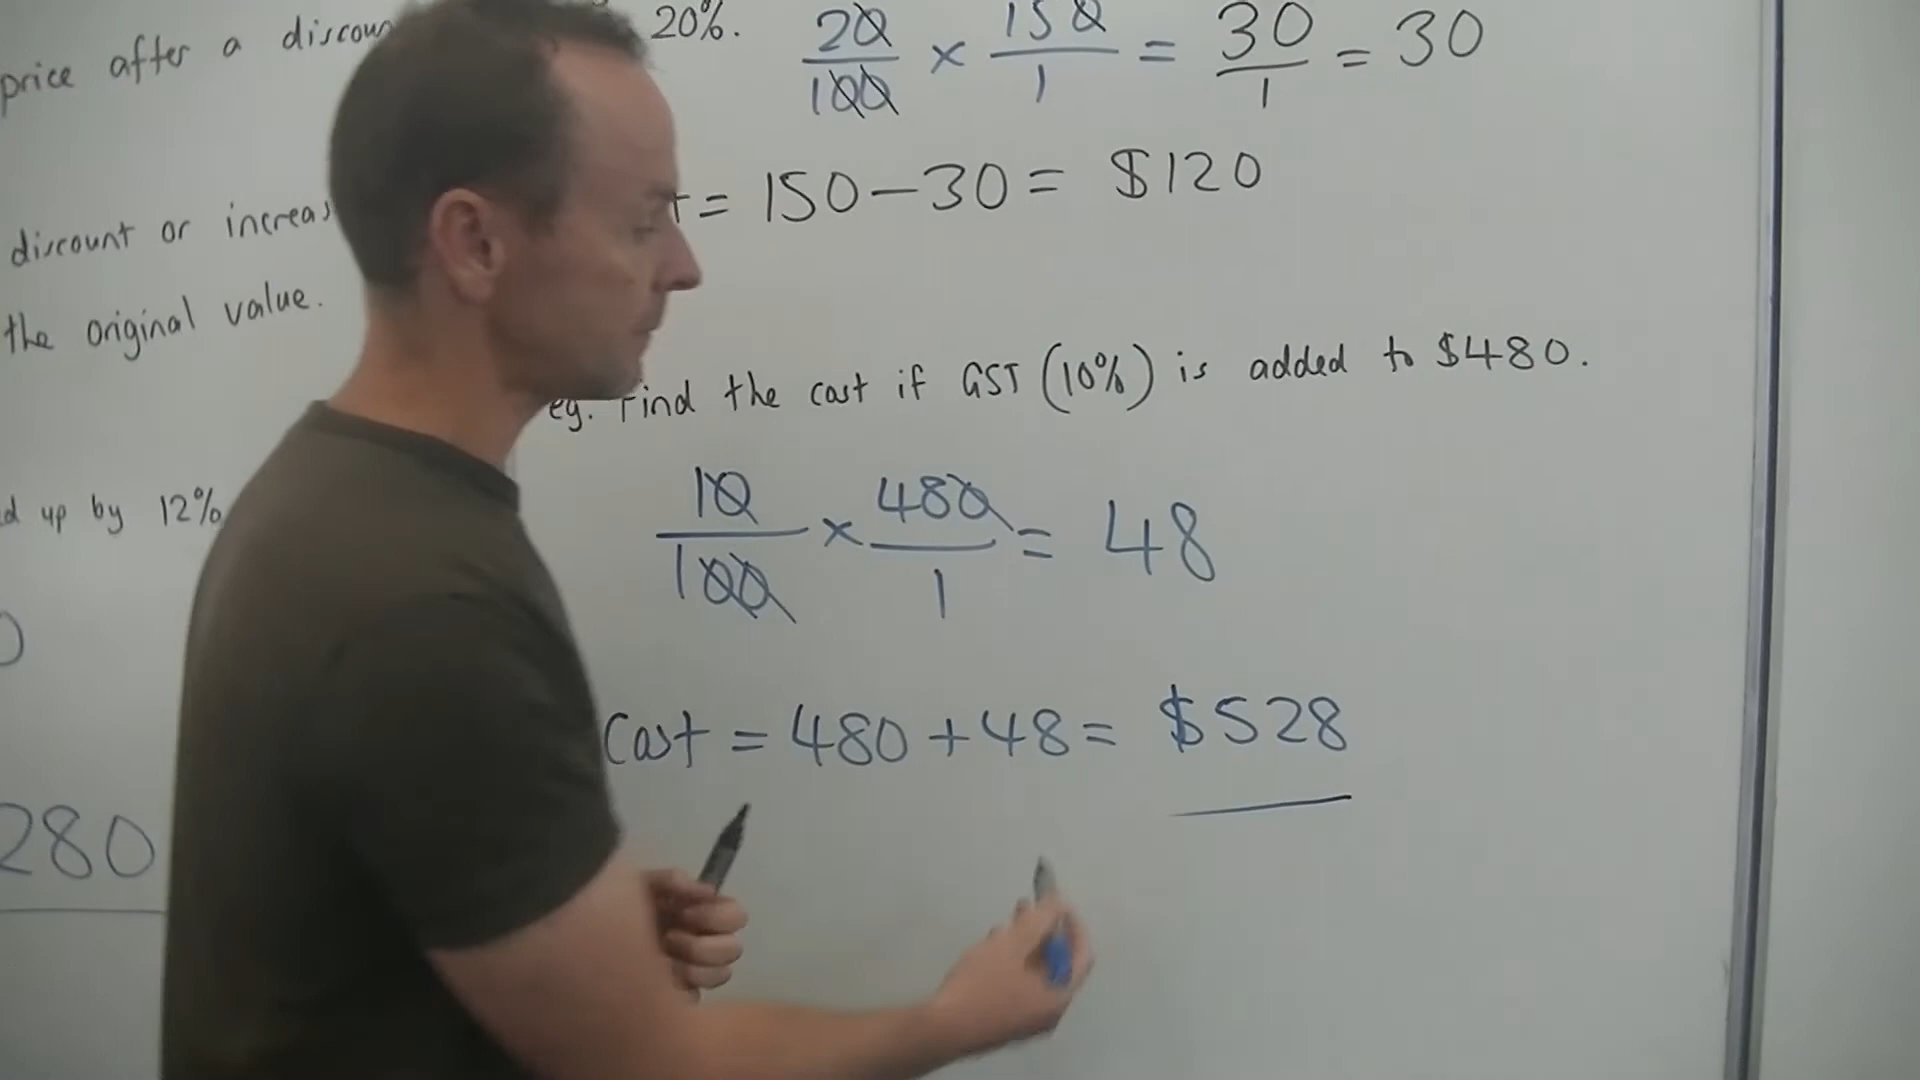 price after a discoun
discount or increas
the original value.
d up by 12%
280
20%.
20/100 × 150/1 = 30/1 = 30
= 150 − 30 = $120
eg. Find the cost if GST (10%) is added to $480.
10/100 × 480/1 = 48
Cost = 480 + 48 = $528